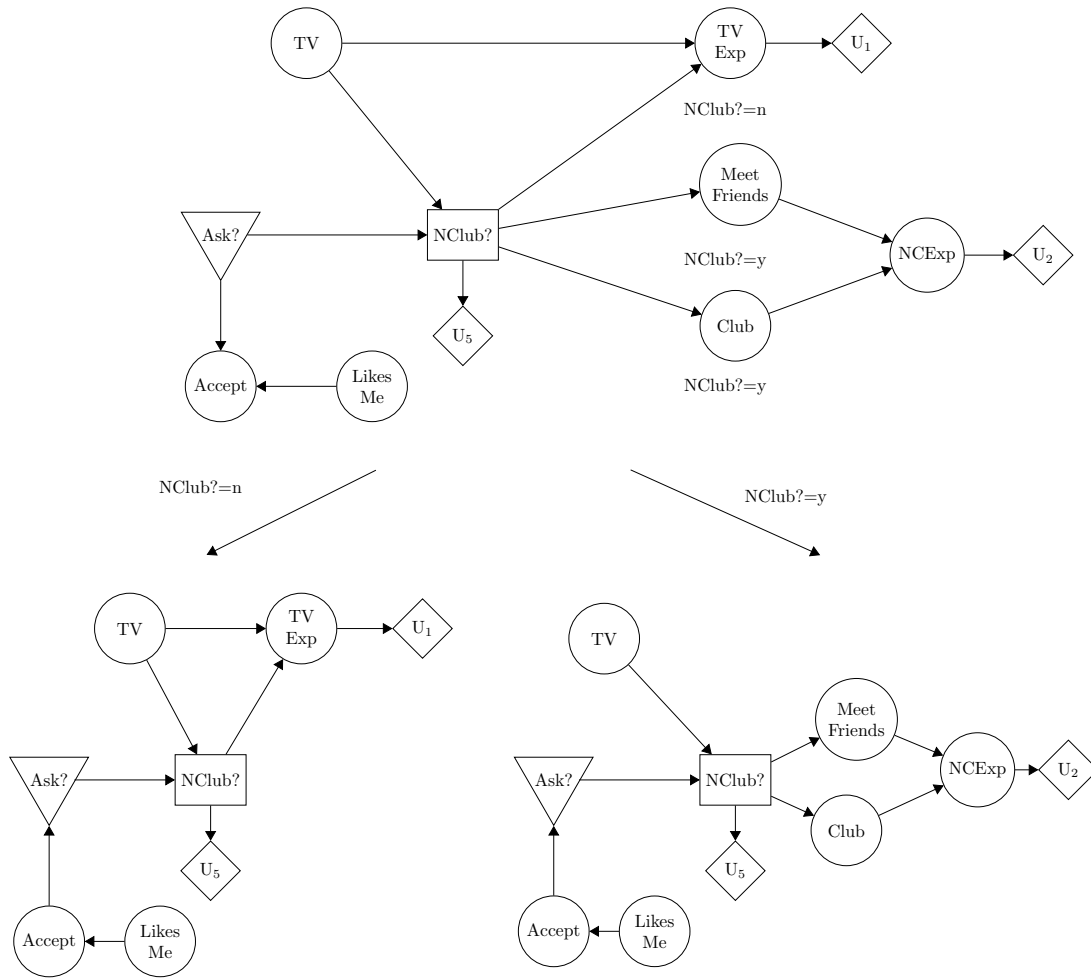 TV
TV
Exp
U₁
NClub?=n
Meet
Friends
Ask?
NClub?
NClub?=y
NCExp
U₂
U₅
Club
Accept
Likes
Me
NClub?=y
NClub?=n
NClub?=y
TV
TV
Exp
U₁
Ask?
NClub?
U₅
Accept
Likes
Me
TV
Meet
Friends
Ask?
NClub?
NCExp
U₂
Club
U₅
Accept
Likes
Me